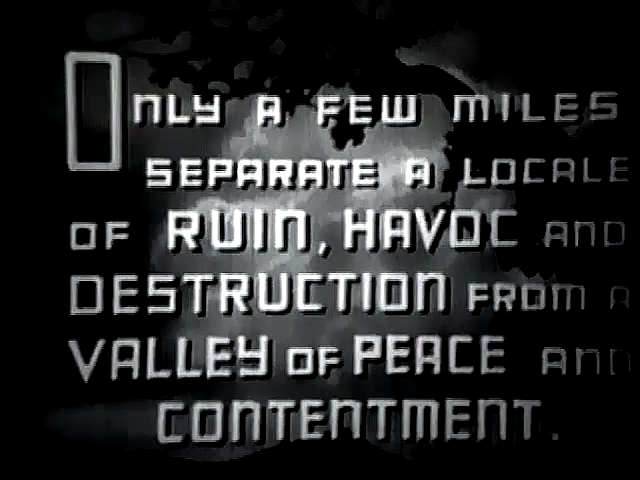 ONLY A FEW MILES
SEPARATE A LOCALE
OF RUIN, HAVOC AND
DESTRUCTION FROM A
VALLEY OF PEACE AND
CONTENTMENT.